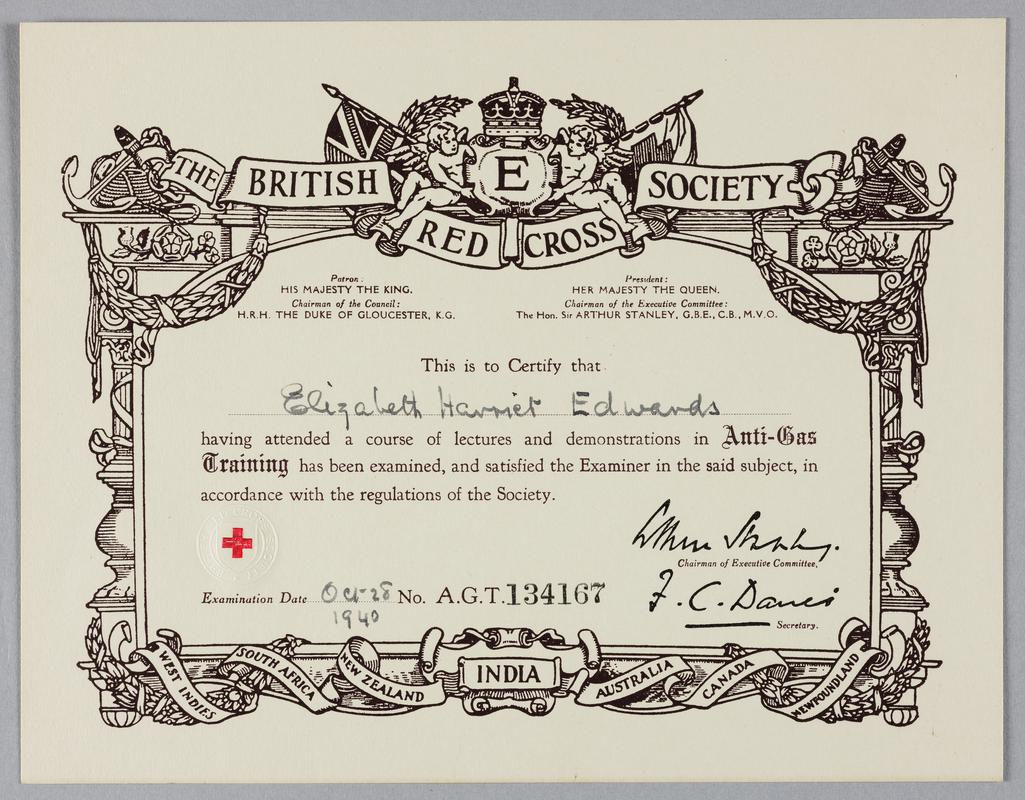 THE BRITISH RED CROSS SOCIETY
E
Patron:
HIS MAJESTY THE KING.
Chairman of the Council:
H.R.H. THE DUKE OF GLOUCESTER, K.G.
President:
HER MAJESTY THE QUEEN.
Chairman of the Executive Committee:
The Hon. Sir ARTHUR STANLEY, G.B.E., C.B., M.V.O.
This is to Certify that
Elizabeth Harriet Edwards
having attended a course of lectures and demonstrations in Anti-Gas
Training has been examined, and satisfied the Examiner in the said subject, in
accordance with the regulations of the Society.
Arthur Stanley.
Chairman of Executive Committee.
Examination Date Oct-28 No. A.G.T. 134167
1940
F. C. Davies
Secretary.
WEST INDIES SOUTH AFRICA NEW ZEALAND INDIA AUSTRALIA CANADA NEWFOUNDLAND